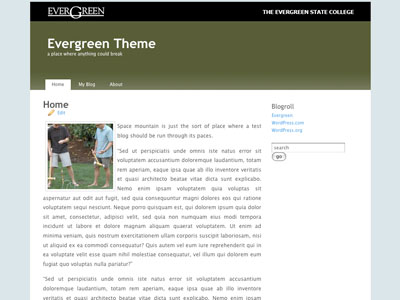 EVERGREEN
THE EVERGREEN STATE COLLEGE
Evergreen Theme
a place where anything could break
Home My Blog About
Home
Edit
Space mountain is just the sort of place where a test
blog should be run through its paces.
"Sed ut perspiciatis unde omnis iste natus error sit
voluptatem accusantium doloremque laudantium, totam
rem aperiam, eaque ipsa quae ab illo inventore veritatis
et quasi architecto beatae vitae dicta sunt explicabo.
Nemo enim ipsam voluptatem quia voluptas sit
aspernatur aut odit aut fugit, sed quia consequuntur magni dolores eos qui ratione
voluptatem sequi nesciunt. Neque porro quisquam est, qui dolorem ipsum quia dolor
sit amet, consectetur, adipisci velit, sed quia non numquam eius modi tempora
incidunt ut labore et dolore magnam aliquam quaerat voluptatem. Ut enim ad
minima veniam, quis nostrum exercitationem ullam corporis suscipit laboriosam, nisi
ut aliquid ex ea commodi consequatur? Quis autem vel eum iure reprehenderit qui in
ea voluptate velit esse quam nihil molestiae consequatur, vel illum qui dolorem eum
fugiat quo voluptas nulla pariatur?"
"Sed ut perspiciatis unde omnis iste natus error sit voluptatem accusantium
doloremque laudantium, totam rem aperiam, eaque ipsa quae ab illo inventore
veritatis et quasi architecto beatae vitae dicta sunt explicabo. Nemo enim ipsam
Blogroll
Evergreen
WordPress.com
WordPress.org
search
go